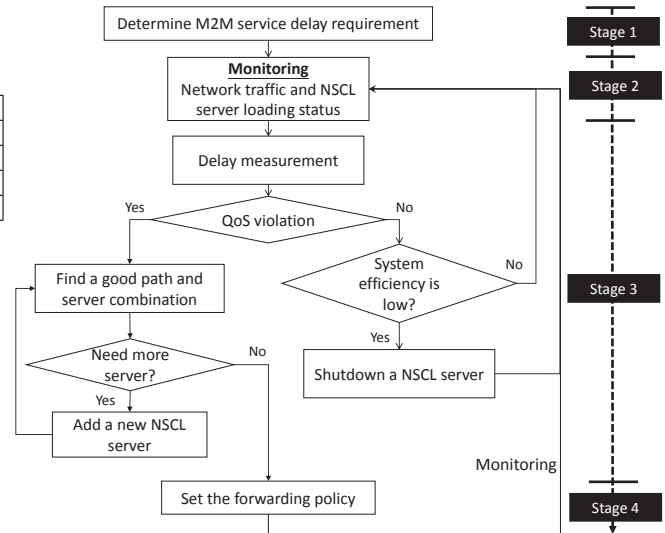 Determine M2M service delay requirement
Stage 1
Monitoring
Network traffic and NSCL
server loading status
Stage 2
Delay measurement
Yes
QoS violation
No
Find a good path and
server combination
System
efficiency is
low?
No
Stage 3
Yes
Need more
server?
No
Shutdown a NSCL server
Yes
Add a new NSCL
server
Monitoring
Set the forwarding policy
Stage 4